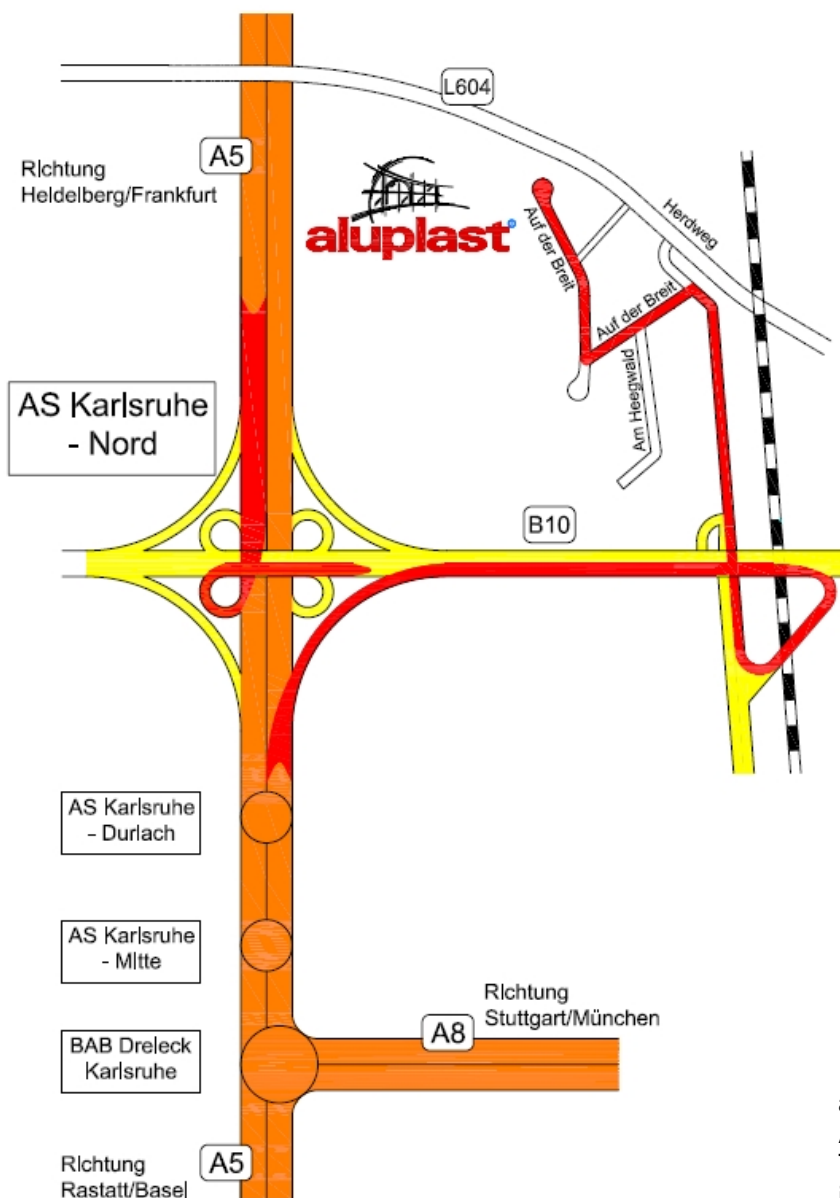 L604
A5
Richtung
Heidelberg/Frankfurt
aluplast
Herdweg
Auf der Breit
Auf der Breit
Am Heegwald
AS Karlsruhe
- Nord
B10
AS Karlsruhe
- Durlach
AS Karlsruhe
- Mitte
Richtung
Stuttgart/München
A8
BAB Dreieck
Karlsruhe
A5
Richtung
Rastatt/Basel